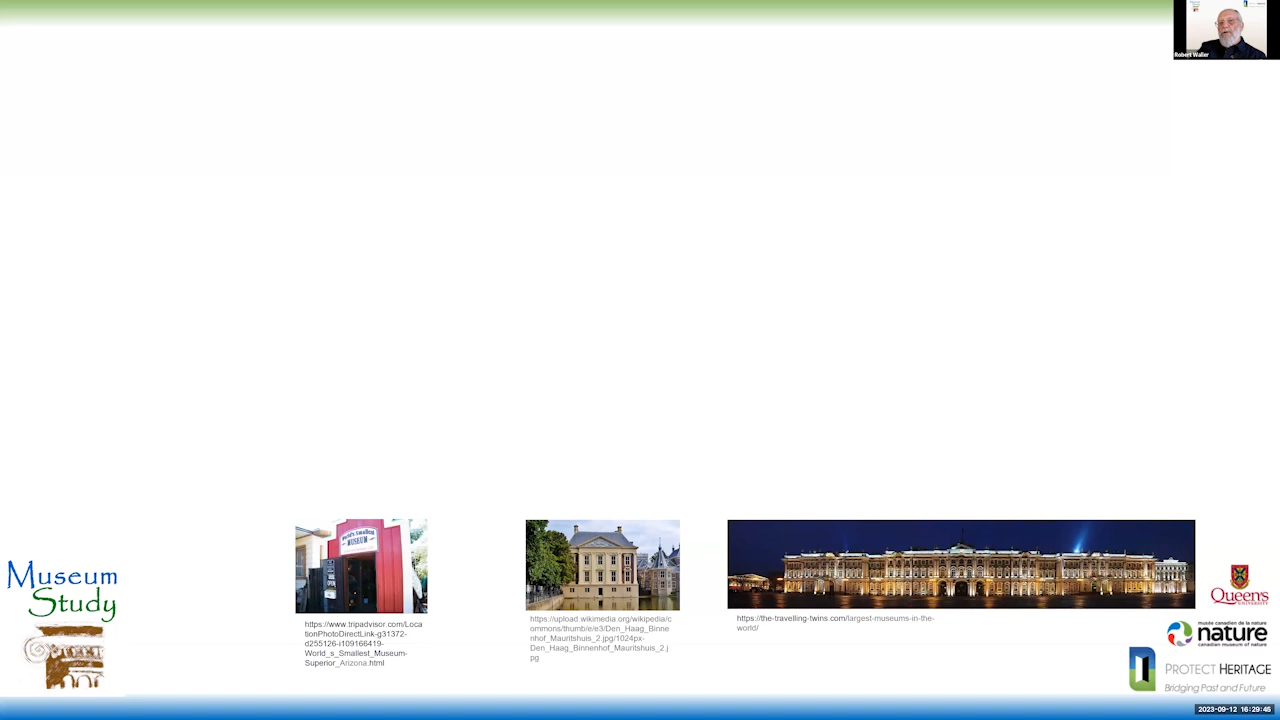 Robert Waller
World's Smallest
MUSEUM
https://www.tripadvisor.com/Loca
tionPhotoDirectLink-g31372-
d255126-i109166419-
World_s_Smallest_Museum-
Superior_Arizona.html
https://upload.wikimedia.org/wikipedia/c
ommons/thumb/e/e3/Den_Haag_Binne
nhof_Mauritshuis_2.jpg/1024px-
Den_Haag_Binnenhof_Mauritshuis_2.j
pg
https://the-travelling-twins.com/largest-museums-in-the-
world/
Museum
Study
Queen's
UNIVERSITY
musée canadien de la nature
nature
canadian museum of nature
PROTECT HERITAGE
Bridging Past and Future
2023-09-12 16:29:45